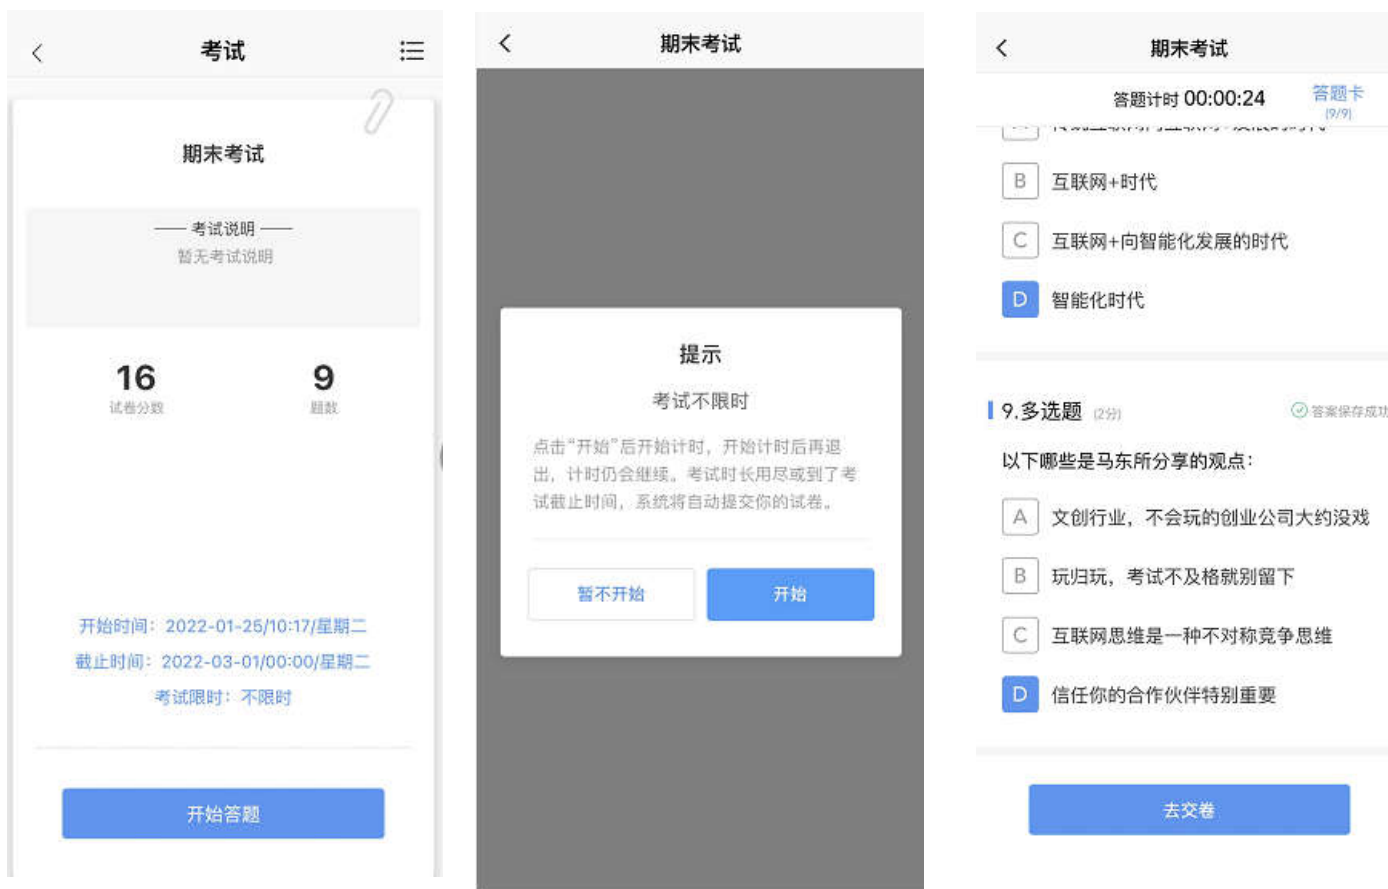 考试
期末考试
考试说明
暂无考试说明
16
9
试卷分数
题数
开始时间：2022-01-25/10:17/星期二
截止时间：2022-03-01/00:00/星期二
考试限时：不限时
开始答题
期末考试
提示
考试不限时
点击“开始”后开始计时，开始计时后再退
出，计时仍会继续。考试时长用尽或到了考
试截止时间，系统将自动提交你的试卷。
暂不开始
开始
期末考试
答题计时 00:00:24
答题卡
(9/9)
B 互联网+时代
C 互联网+向智能化发展的时代
D 智能化时代
9.多选题 (2分)
答案保存成功
以下哪些是马东所分享的观点：
A 文创行业，不会玩的创业公司大约没戏
B 玩归玩，考试不及格就别留下
C 互联网思维是一种不对称竞争思维
D 信任你的合作伙伴特别重要
去交卷